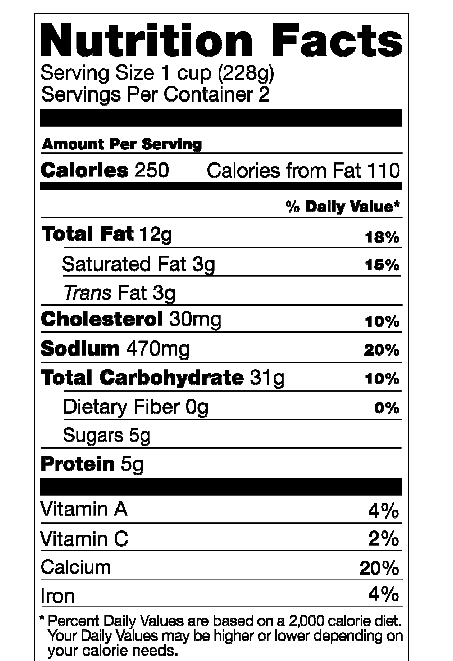 Nutrition Facts
Serving Size 1 cup (228g)
Servings Per Container 2
Amount Per Serving
Calories 250 Calories from Fat 110
% Daily Value*
Total Fat 12g 18%
Saturated Fat 3g 15%
Trans Fat 3g
Cholesterol 30mg 10%
Sodium 470mg 20%
Total Carbohydrate 31g 10%
Dietary Fiber 0g 0%
Sugars 5g
Protein 5g
Vitamin A 4%
Vitamin C 2%
Calcium 20%
Iron 4%
* Percent Daily Values are based on a 2,000 calorie diet.
Your Daily Values may be higher or lower depending on
your calorie needs.